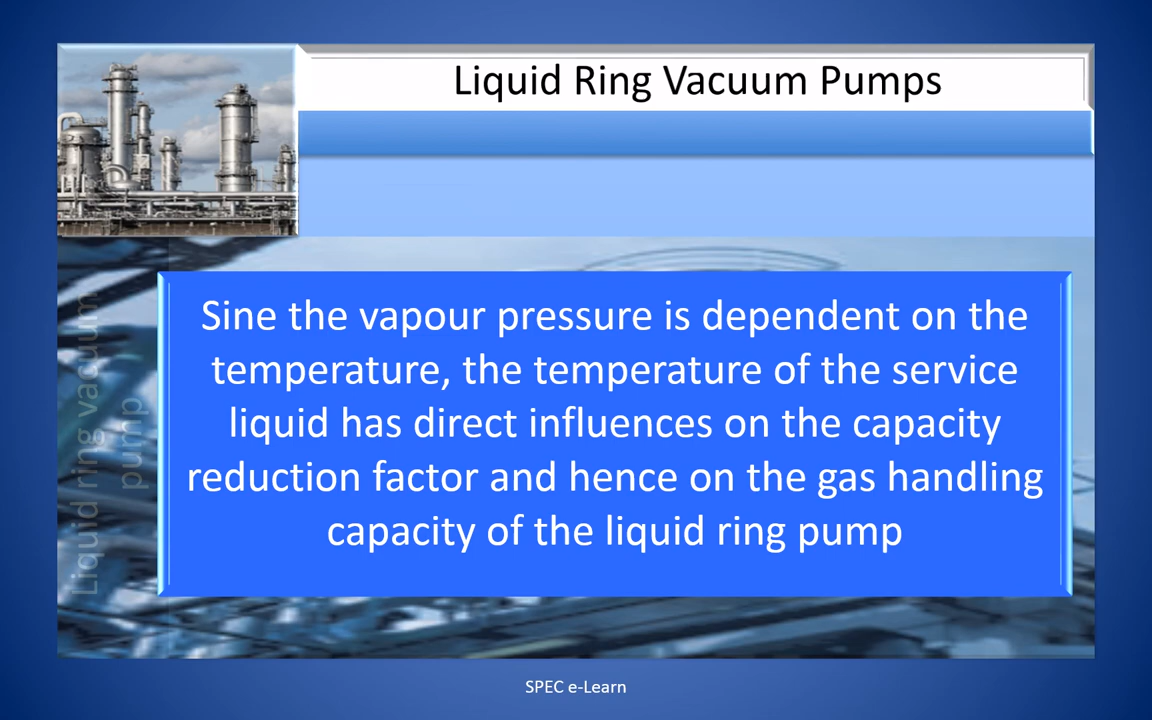 Liquid Ring Vacuum Pumps
Sine the vapour pressure is dependent on the
temperature, the temperature of the service
liquid has direct influences on the capacity
reduction factor and hence on the gas handling
capacity of the liquid ring pump
Liquid ring vacuum
pump
SPEC e-Learn